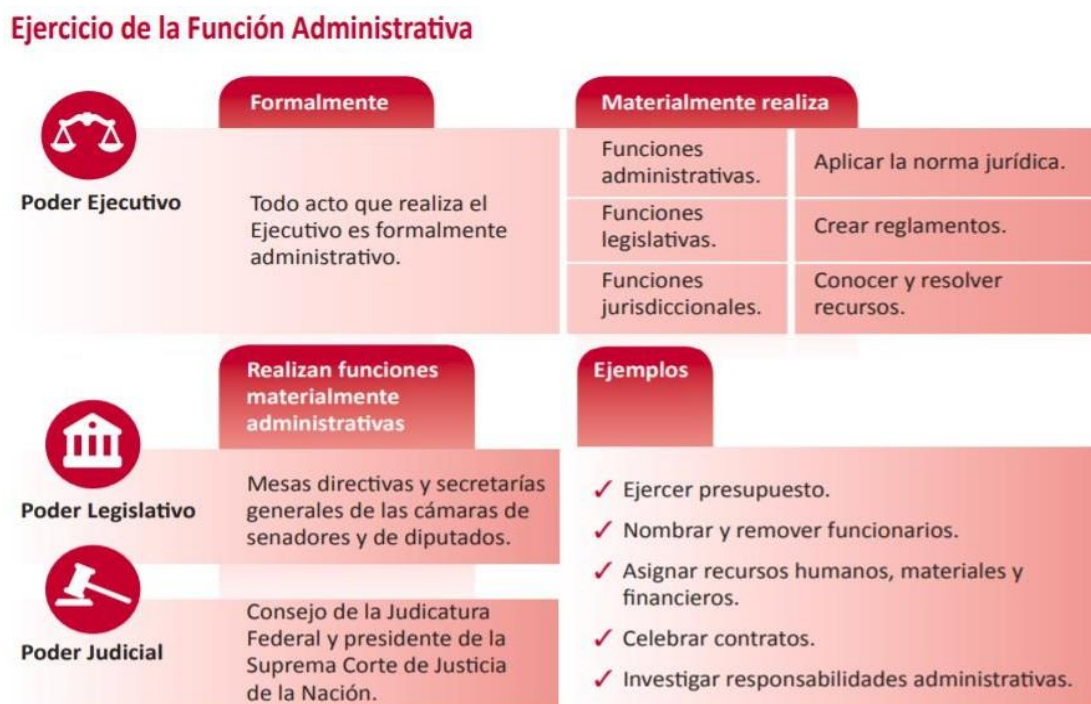 Ejercicio de la Función Administrativa
Formalmente
Materialmente realiza
Poder Ejecutivo
Todo acto que realiza el
Ejecutivo es formalmente
administrativo.
Funciones
administrativas.
Aplicar la norma jurídica.
Funciones
legislativas.
Crear reglamentos.
Funciones
jurisdiccionales.
Conocer y resolver
recursos.
Realizan funciones
materialmente
administrativas
Ejemplos
Poder Legislativo
Mesas directivas y secretarías
generales de las cámaras de
senadores y de diputados.
Poder Judicial
Consejo de la Judicatura
Federal y presidente de la
Suprema Corte de Justicia
de la Nación.
✓ Ejercer presupuesto.
✓ Nombrar y remover funcionarios.
✓ Asignar recursos humanos, materiales y
financieros.
✓ Celebrar contratos.
✓ Investigar responsabilidades administrativas.